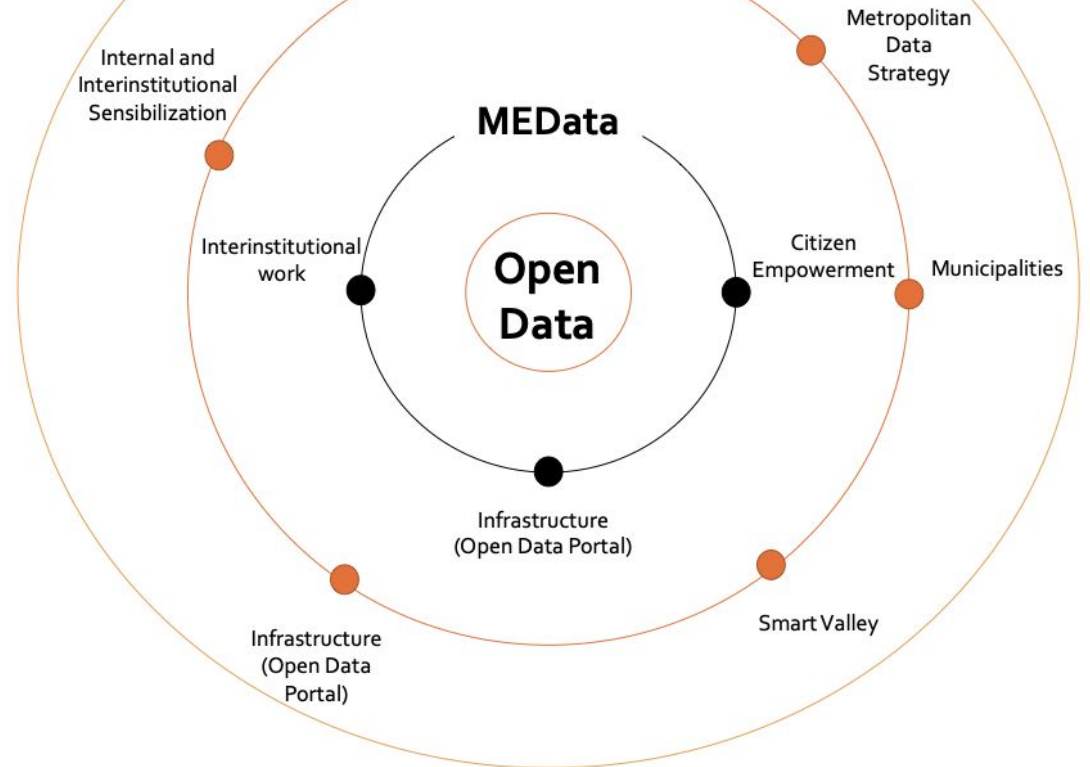 Metropolitan
Data
Strategy
Internal and
Interinstitutional
Sensibilization
MEData
Interinstitutional
work
Open
Data
Citizen
Empowerment
Municipalities
Infrastructure
(Open Data Portal)
Smart Valley
Infrastructure
(Open Data
Portal)